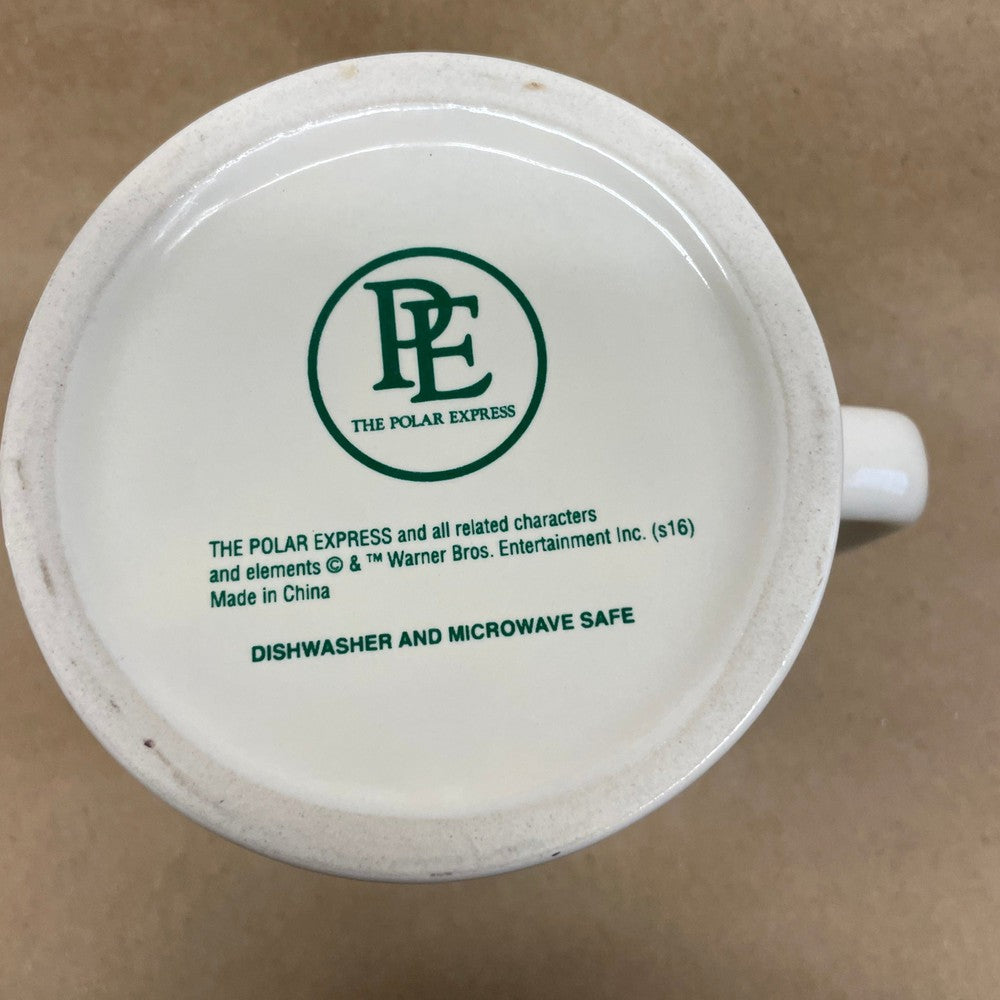 PE
THE POLAR EXPRESS
THE POLAR EXPRESS and all related characters
and elements © & ™ Warner Bros. Entertainment Inc. (s16)
Made in China
DISHWASHER AND MICROWAVE SAFE